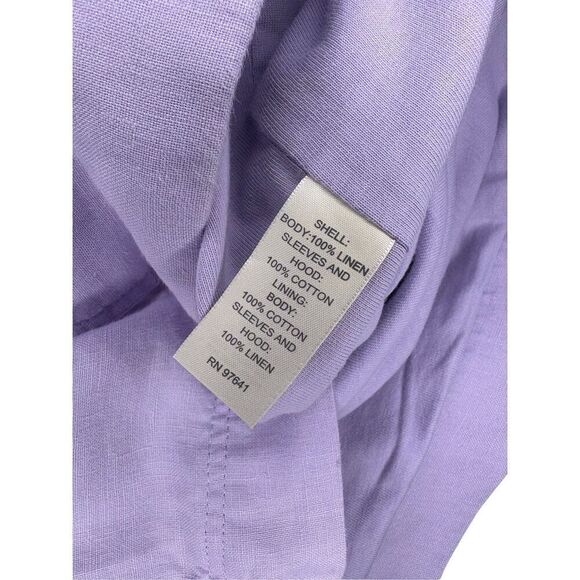 SHELL:
BODY:100% LINEN
SLEEVES AND
HOOD:
100% COTTON
LINING:
BODY:
100% COTTON
SLEEVES AND
HOOD:
100% LINEN
RN 97641